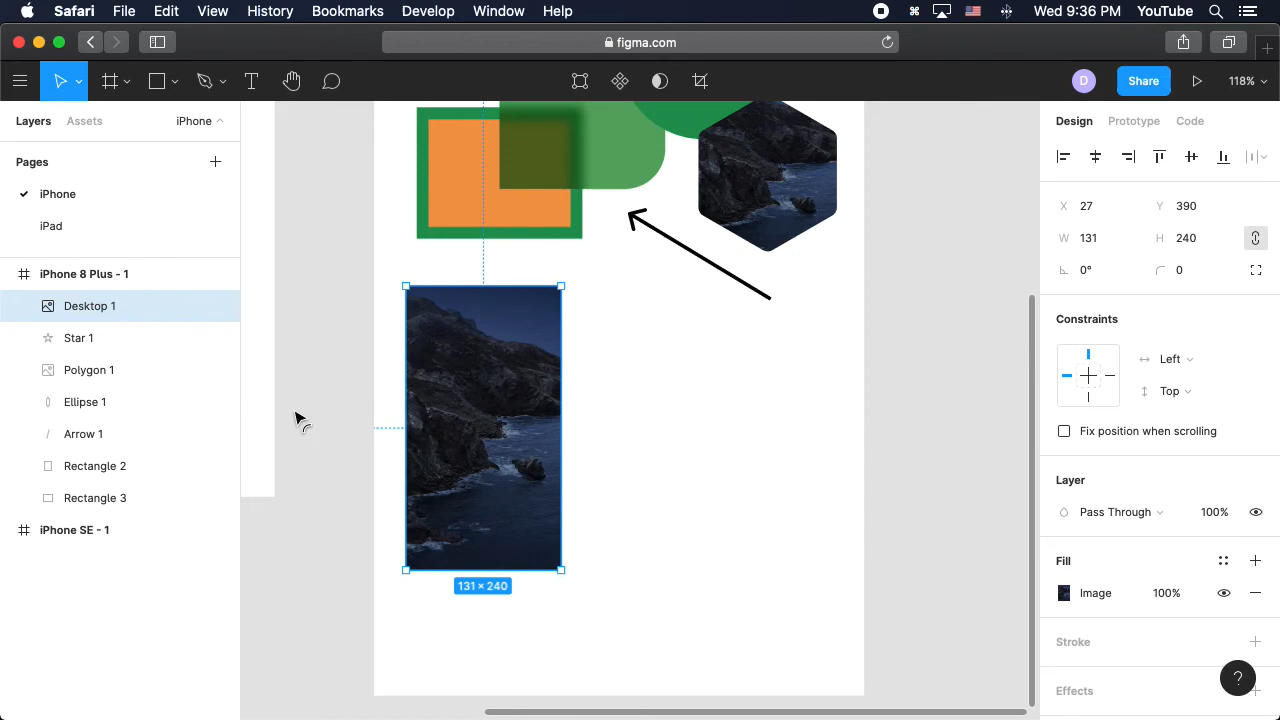 Safari File Edit View History Bookmarks Develop Window Help Wed 9:36 PM YouTube
figma.com
D Share 118%
Layers Assets iPhone
Pages
iPhone
iPad
iPhone 8 Plus - 1
Desktop 1
Star 1
Polygon 1
Ellipse 1
Arrow 1
Rectangle 2
Rectangle 3
iPhone SE - 1
131 × 240
Design Prototype Code
X 27 Y 390
W 131 H 240
0° 0
Constraints
Left
Top
Fix position when scrolling
Layer
Pass Through 100%
Fill
Image 100%
Stroke
Effects
?